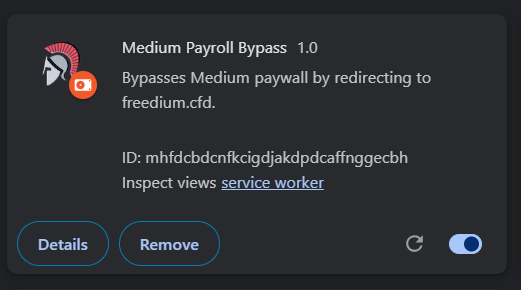 Medium Payroll Bypass 1.0
Bypasses Medium paywall by redirecting to
freedium.cfd.
ID: mhfdcbdcnfkcigdjakdpdcaffnggecbh
Inspect views service worker
Details
Remove